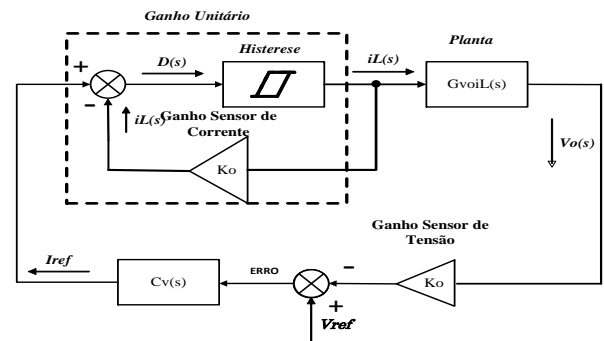 Ganho Unitário
Histerese
Planta
+
D(s)
iL(s)
GvoiL(s)
−
iL(s)
Ganho Sensor de
Corrente
Ko
Vo(s)
Ganho Sensor de
Tensão
Iref
Cv(s)
ERRO
−
+
Ko
Vref